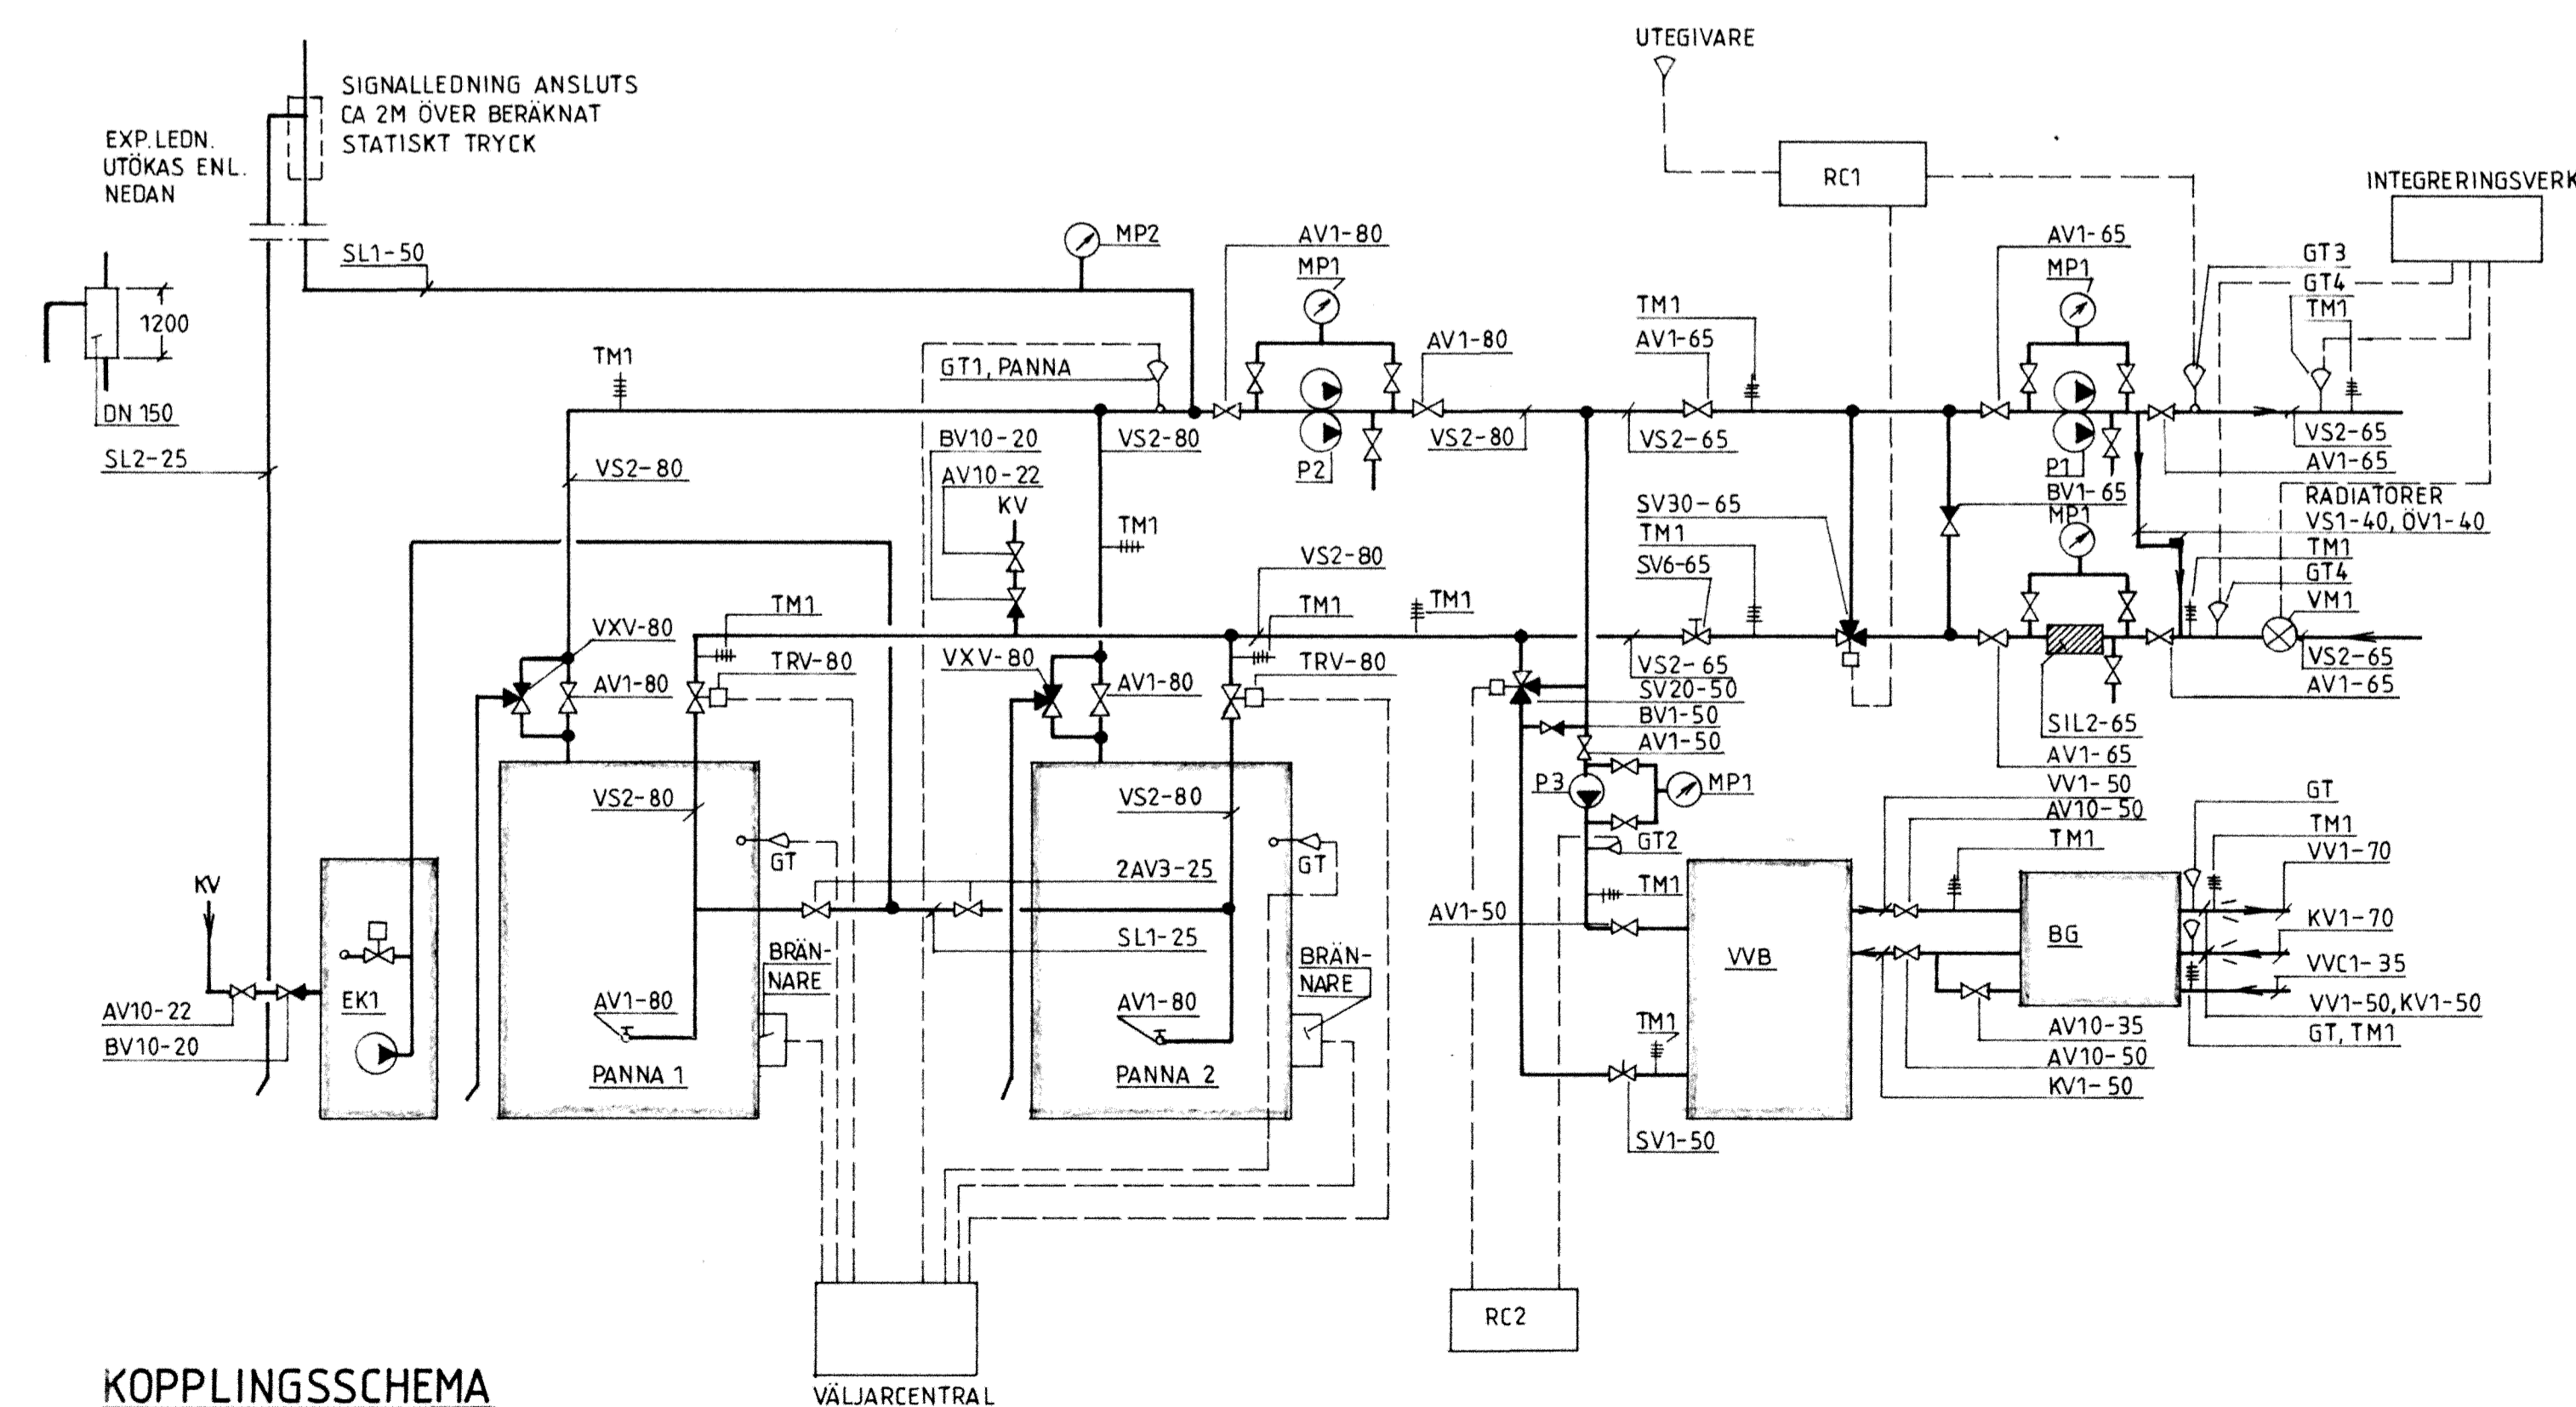 UTEGIVARE
SIGNALLEDNING ANSLUTS
CA 2M ÖVER BERÄKNAT
STATISKT TRYCK
EXP.LEDN.
UTÖKAS ENL.
NEDAN
RC1
INTEGRERINGSVERK
SL1-50
MP2
AV1-80
MP1
AV1-65
MP1
GT3
GT4
TM1
1200
TM1
AV1-65
AV1-80
TM1
GT1, PANNA
DN 150
BV10-20
VS2-80
VS2-80
VS2-65
VS2-65
SL2-25
VS2-80
AV10-22
P2
P1
AV1-65
KV
BV1-65
RADIATORER
MP1
VS1-40, ÖV1-40
SV30-65
TM1
TM1
VS2-80
SV6-65
TM1
GT4
VM1
TM1
TM1
TM1
VXV-80
TRV-80
VXV-80
TRV-80
VS2-65
VS2-65
AV1-80
AV1-80
SV20-50
AV1-65
BV1-50
SIL2-65
AV1-50
AV1-65
P3
MP1
VS2-80
VS2-80
VV1-50
AV10-50
GT
TM1
TM1
VV1-70
GT
GT
GT2
2AV3-25
KV
TM1
AV1-50
KV1-70
SL1-25
VVB
BG
BRÄN-
NARE
BRÄN-
NARE
VVC1-35
EK1
AV1-80
AV1-80
VV1-50, KV1-50
AV10-22
TM1
AV10-35
GT, TM1
BV10-20
AV10-50
PANNA 1
PANNA 2
KV1-50
SV1-50
RC2
KOPPLINGSSCHEMA
VÄLJARCENTRAL